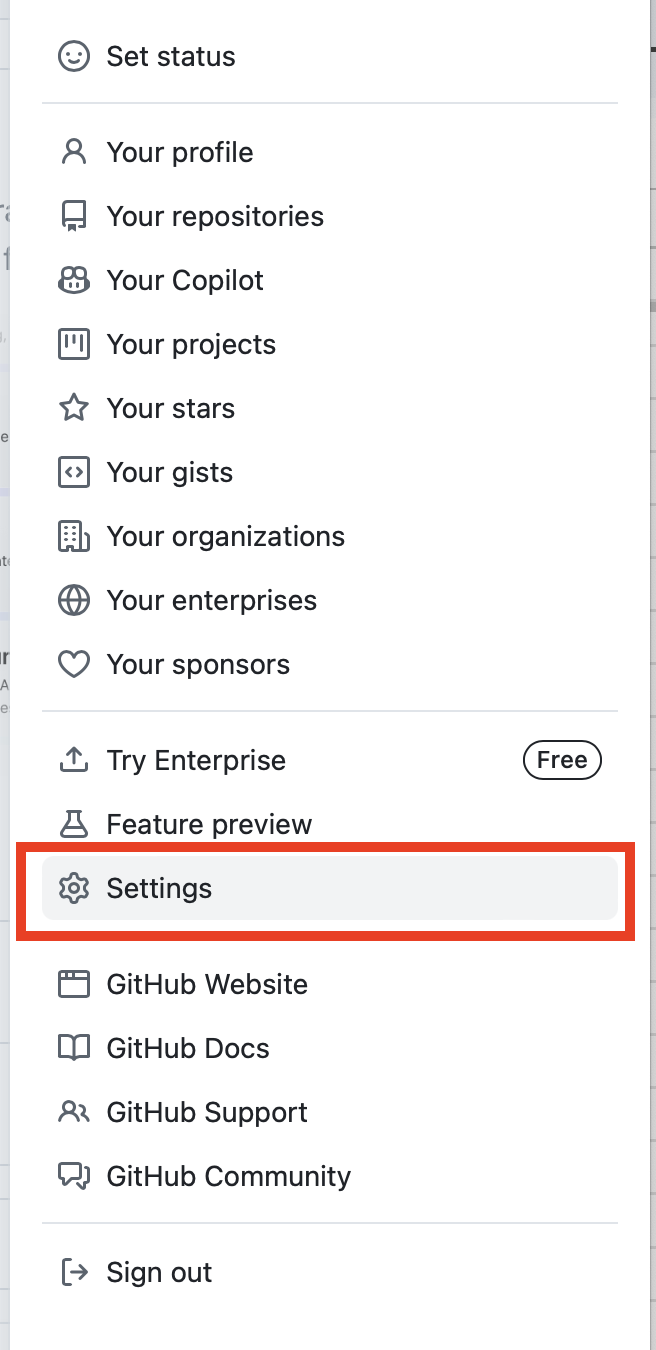 Set status
Your profile
Your repositories
Your Copilot
Your projects
Your stars
Your gists
Your organizations
Your enterprises
Your sponsors
Try Enterprise Free
Feature preview
Settings
GitHub Website
GitHub Docs
GitHub Support
GitHub Community
Sign out